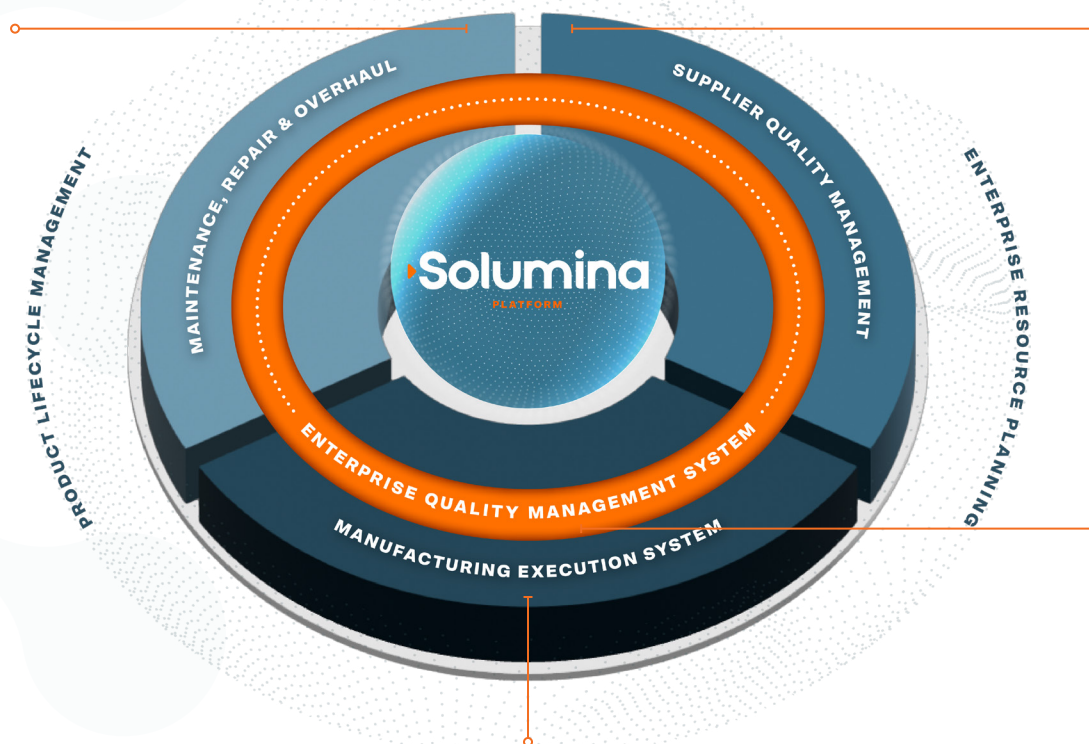 MAINTENANCE, REPAIR & OVERHAUL
SUPPLIER QUALITY MANAGEMENT
PRODUCT LIFECYCLE MANAGEMENT
ENTERPRISE RESOURCE PLANNING
Solumina
PLATFORM
ENTERPRISE QUALITY MANAGEMENT SYSTEM
MANUFACTURING EXECUTION SYSTEM